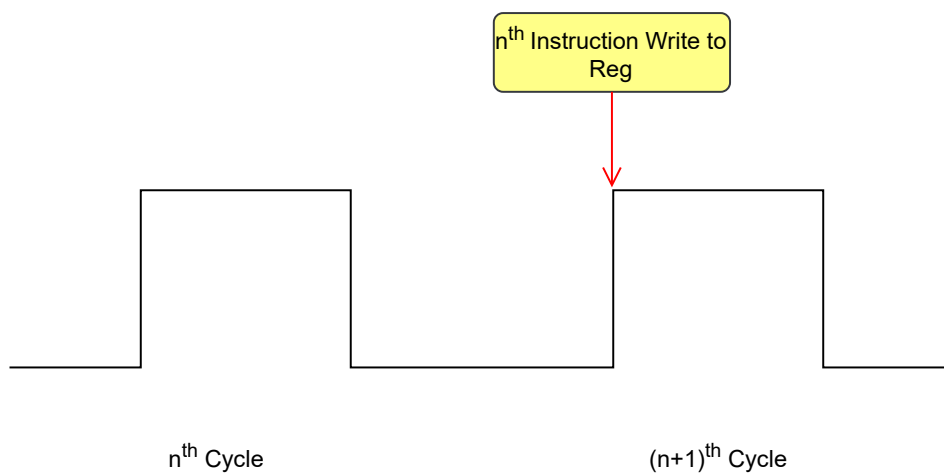 nth Instruction Write to
Reg
nth Cycle
(n+1)th Cycle